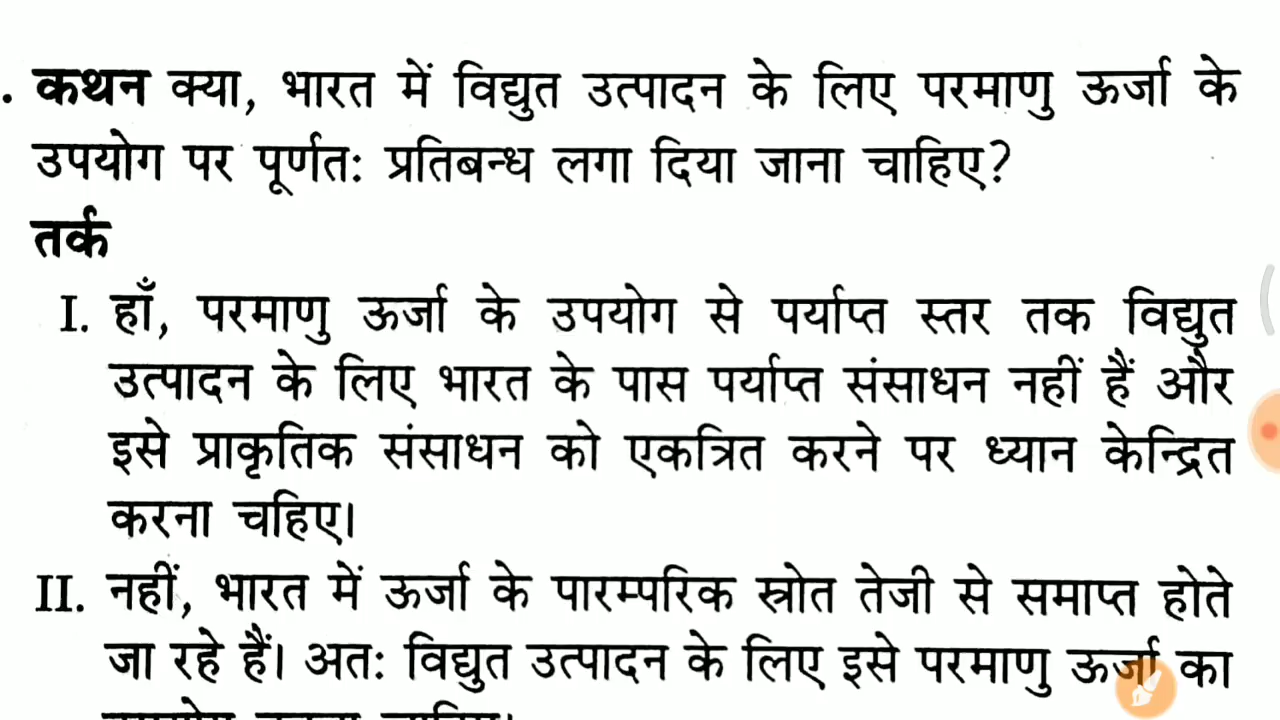 . कथन क्या, भारत में विद्युत उत्पादन के लिए परमाणु ऊर्जा के
उपयोग पर पूर्णत: प्रतिबन्ध लगा दिया जाना चाहिए?
तर्क
I. हाँ, परमाणु ऊर्जा के उपयोग से पर्याप्त स्तर तक विद्युत
उत्पादन के लिए भारत के पास पर्याप्त संसाधन नहीं हैं और
इसे प्राकृतिक संसाधन को एकत्रित करने पर ध्यान केन्द्रित
करना चहिए।
II. नहीं, भारत में ऊर्जा के पारम्परिक स्रोत तेजी से समाप्त होते
जा रहे हैं। अत: विद्युत उत्पादन के लिए इसे परमाणु ऊर्जा का